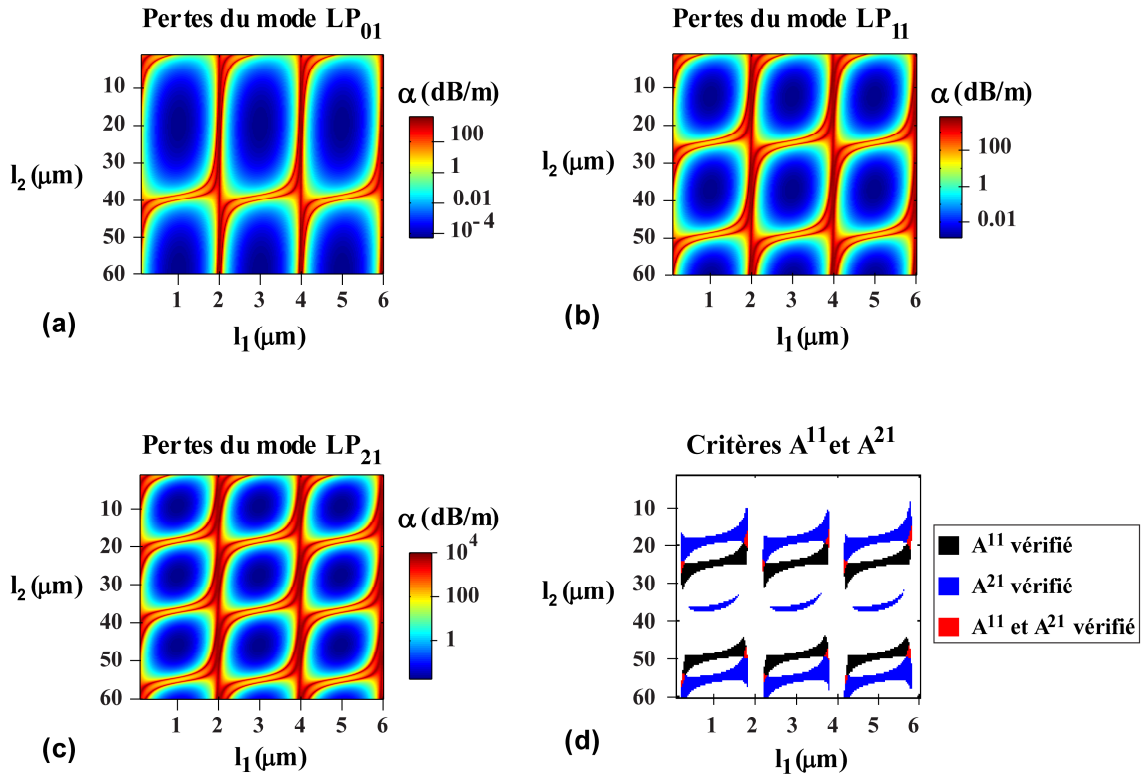 Pertes du mode LP01
α (dB/m)
100
1
0.01
10-4
l2 (μm)
10
20
30
40
50
60
1 2 3 4 5 6
l1 (μm)
(a)
Pertes du mode LP11
α (dB/m)
100
1
0.01
l2 (μm)
10
20
30
40
50
60
1 2 3 4 5 6
l1 (μm)
(b)
Pertes du mode LP21
α (dB/m)
104
100
1
l2 (μm)
10
20
30
40
50
60
1 2 3 4 5 6
l1 (μm)
(c)
Critères A11 et A21
l2 (μm)
10
20
30
40
50
60
1 2 3 4 5 6
l1 (μm)
(d)
A11 vérifié
A21 vérifié
A11 et A21 vérifié